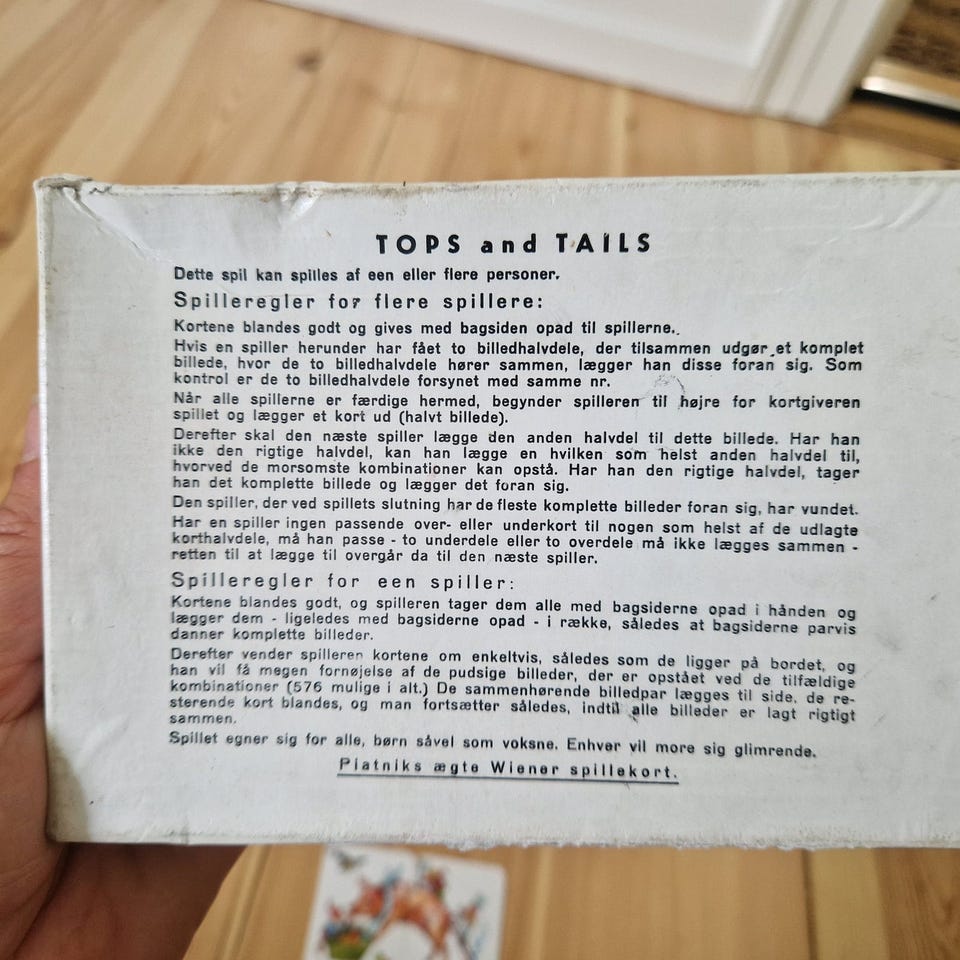 TOPS and TAILS
Dette spil kan spilles af een eller flere personer.
Spilleregler for flere spillere:
Kortene blandes godt og gives med bagsiden opad til spillerne.
Hvis en spiller herunder har fået to billedhalvdele, der tilsammen udgør et komplet
billede, hvor de to billedhalvdele hører sammen, lægger han disse foran sig. Som
kontrol er de to billedhalvdele forsynet med samme nr.
Når alle spillerne er færdige hermed, begynder spilleren til højre for kortgiveren
spillet og lægger et kort ud (halvt billede).
Derefter skal den næste spiller lægge den anden halvdel til dette billede. Har han
ikke den rigtige halvdel, kan han lægge en hvilken som helst anden halvdel til,
hvorved de morsomste kombinationer kan opstå. Har han den rigtige halvdel, tager
han det komplette billede og lægger det foran sig.
Den spiller, der ved spillets slutning har de fleste komplette billeder foran sig, har vundet.
Har en spiller ingen passende over- eller underkort til nogen som helst af de udlagte
korthalvdele, må han passe - to underdele eller to overdele må ikke lægges sammen -
retten til at lægge til overgår da til den næste spiller.
Spilleregler for een spiller:
Kortene blandes godt, og spilleren tager dem alle med bagsiderne opad i hånden og
lægger dem - ligeledes med bagsiderne opad - i række, således at bagsiderne parvis
danner komplette billeder.
Derefter vender spilleren kortene om enkeltvis, således som de ligger på bordet, og
han vil få megen fornøjelse af de pudsige billeder, der er opstået ved de tilfældige
kombinationer (576 mulige i alt.) De sammenhørende billedpar lægges til side, de re-
sterende kort blandes, og man fortsætter således, indtil alle billeder er lagt rigtigt
sammen.
Spillet egner sig for alle, børn såvel som voksne. Enhver vil more sig glimrende.
Piatniks ægte Wiener spillekort.